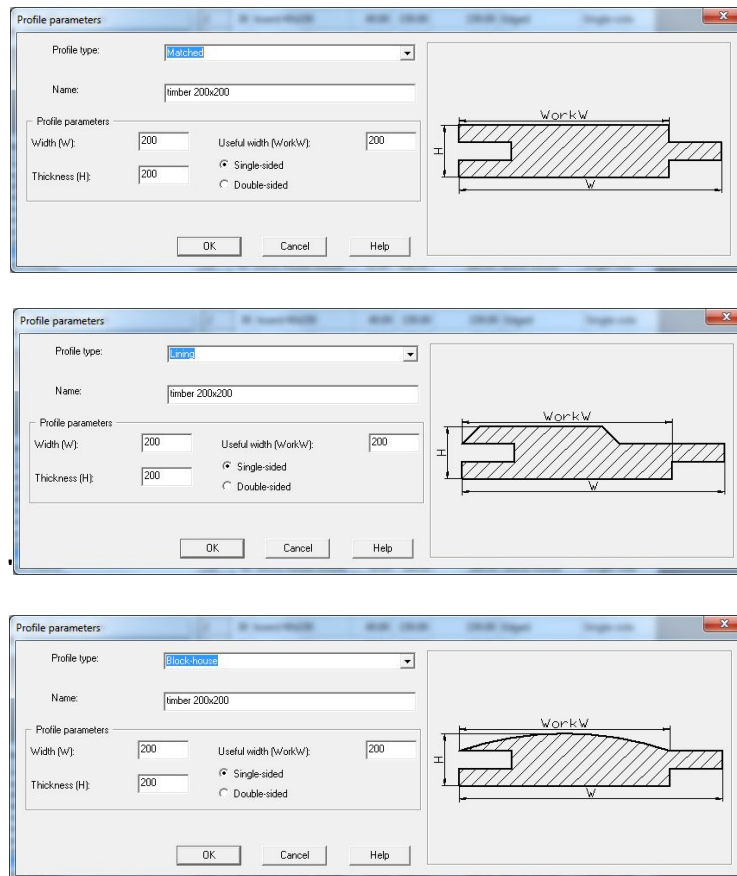 Profile parameters
Profile type: Matched
Name: timber 200x200
Profile parameters
Width (W): 200 Useful width (WorkW): 200
Single-sided
Thickness (H): 200
Double-sided
OK Cancel Help
WorkW
H
W
Profile parameters
Profile type: Lining
Name: timber 200x200
Profile parameters
Width (W): 200 Useful width (WorkW): 200
Single-sided
Thickness (H): 200
Double-sided
OK Cancel Help
WorkW
H
W
Profile parameters
Profile type: Block-house
Name: timber 200x200
Profile parameters
Width (W): 200 Useful width (WorkW): 200
Single-sided
Thickness (H): 200
Double-sided
OK Cancel Help
WorkW
H
W